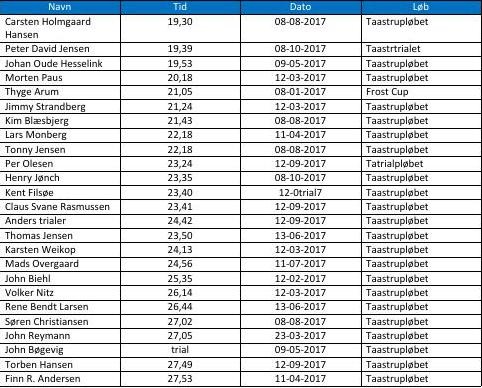 Navn Tid Dato Løb
Carsten Holmgaard 19,30 08-08-2017 Taastrupløbet
Hansen
Peter David Jensen 19,39 08-10-2017 Taastrtrialet
Johan Oude Hesselink 19,53 09-05-2017 Taastrupløbet
Morten Paus 20,18 12-03-2017 Taastrupløbet
Thyge Arum 21,05 08-01-2017 Frost Cup
Jimmy Strandberg 21,24 12-03-2017 Taastrupløbet
Kim Blæsbjerg 21,43 08-08-2017 Taastrupløbet
Lars Monberg 22,18 11-04-2017 Taastrupløbet
Tonny Jensen 22,18 08-08-2017 Taastrupløbet
Per Olesen 23,24 12-09-2017 Tatrialpløbet
Henry Jønch 23,35 08-10-2017 Taastrupløbet
Kent Filsøe 23,40 12-0trial7 Taastrupløbet
Claus Svane Rasmussen 23,41 12-09-2017 Taastrupløbet
Anders trialer 24,42 12-09-2017 Taastrupløbet
Thomas Jensen 23,50 13-06-2017 Taastrupløbet
Karsten Weikop 24,13 12-03-2017 Taastrupløbet
Mads Overgaard 24,56 11-07-2017 Taastrupløbet
John Biehl 25,35 12-02-2017 Taastrupløbet
Volker Nitz 26,14 12-03-2017 Taastrupløbet
Rene Bendt Larsen 26,44 13-06-2017 Taastrupløbet
Søren Christiansen 27,02 08-08-2017 Taastrupløbet
John Reymann 27,05 23-03-2017 Taastrupløbet
John Bøgevig trial 09-05-2017 Taastrupløbet
Torben Hansen 27,49 12-09-2017 Taastrupløbet
Finn R. Andersen 27,53 11-04-2017 Taastrupløbet